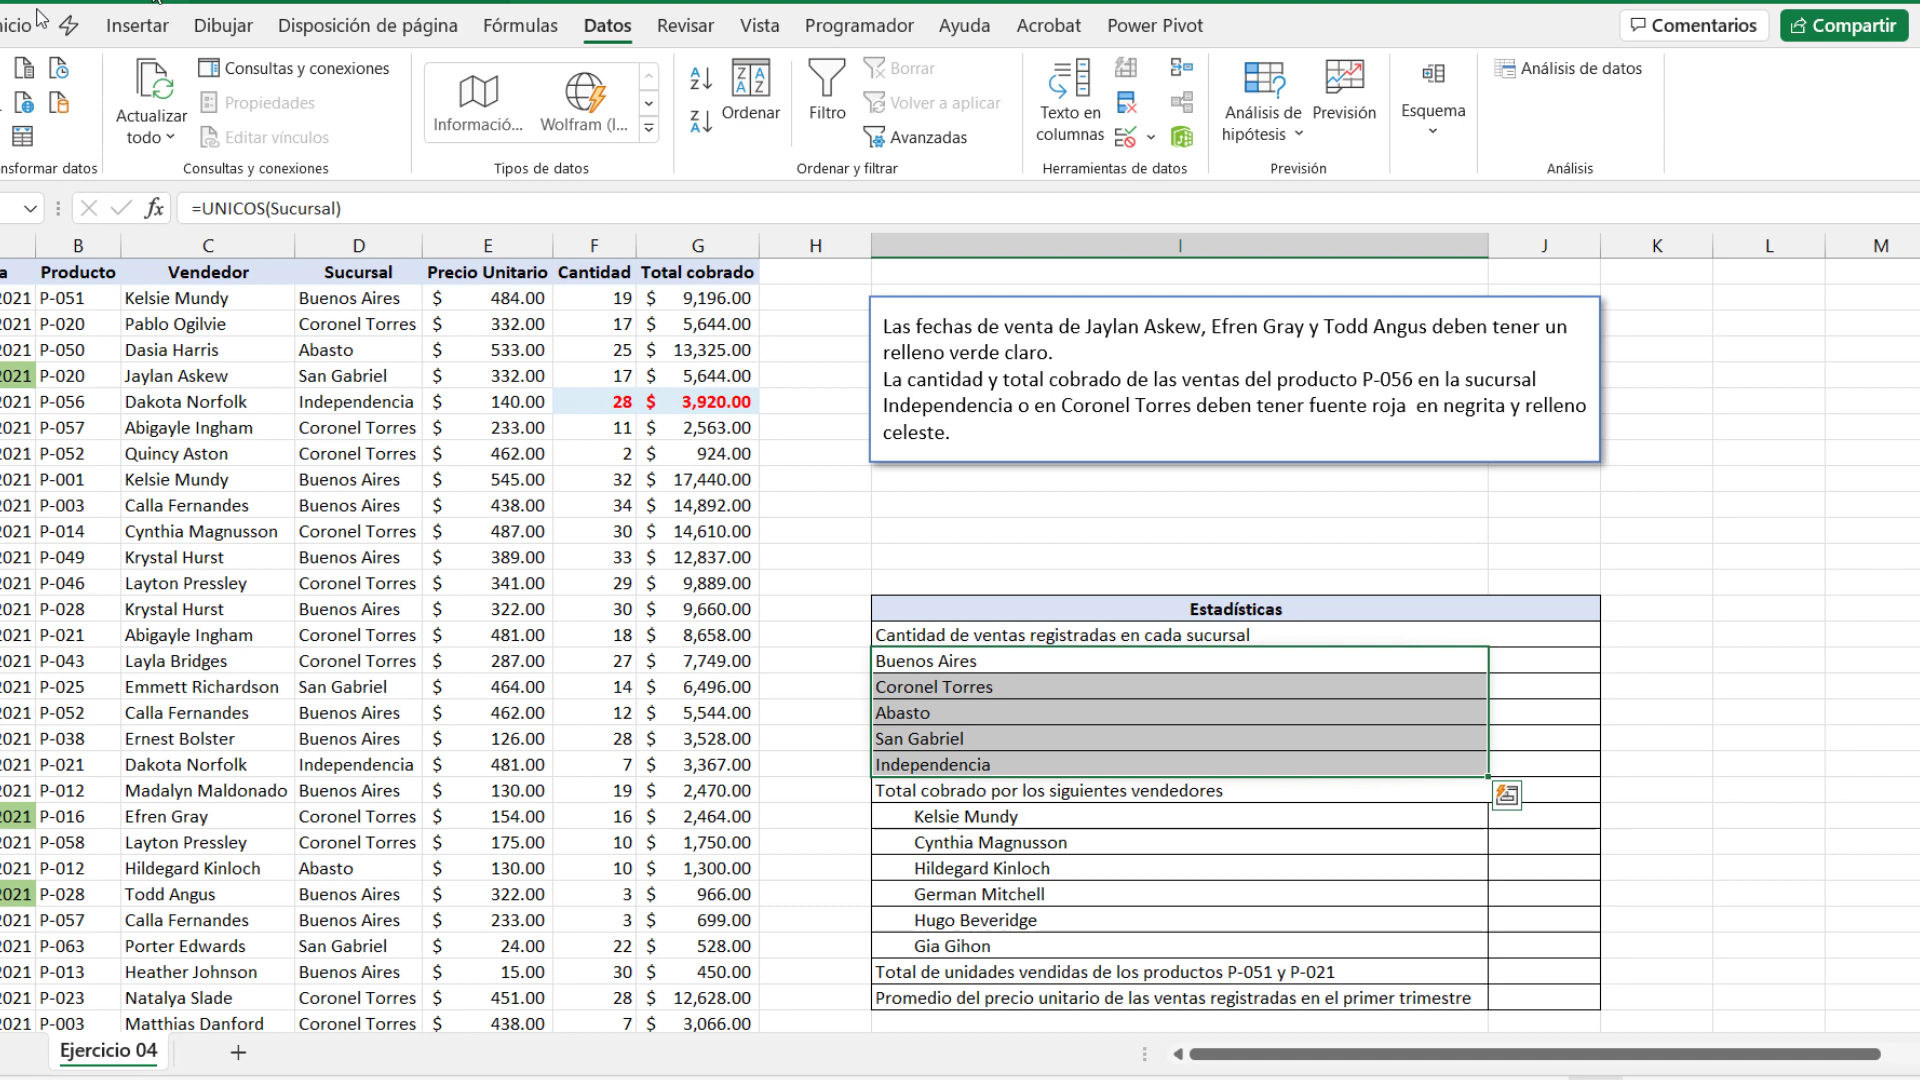 nicio Insertar Dibujar Disposición de página Fórmulas Datos Revisar Vista Programador Ayuda Acrobat Power Pivot Comentarios Compartir
Actualizar todo Consultas y conexiones Propiedades Editar vínculos Informació... Wolfram (I... Ordenar Filtro Borrar Volver a aplicar Avanzadas Texto en columnas Análisis de hipótesis Previsión Esquema Análisis de datos
nsformar datos Consultas y conexiones Tipos de datos Ordenar y filtrar Herramientas de datos Previsión Análisis
fx =UNICOS(Sucursal)
B C D E F G H I J K L M
a Producto Vendedor Sucursal Precio Unitario Cantidad Total cobrado
2021 P-051 Kelsie Mundy Buenos Aires $ 484.00 19 $ 9,196.00
2021 P-020 Pablo Ogilvie Coronel Torres $ 332.00 17 $ 5,644.00
2021 P-050 Dasia Harris Abasto $ 533.00 25 $ 13,325.00
2021 P-020 Jaylan Askew San Gabriel $ 332.00 17 $ 5,644.00
2021 P-056 Dakota Norfolk Independencia $ 140.00 28 $ 3,920.00
2021 P-057 Abigayle Ingham Coronel Torres $ 233.00 11 $ 2,563.00
2021 P-052 Quincy Aston Coronel Torres $ 462.00 2 $ 924.00
2021 P-001 Kelsie Mundy Buenos Aires $ 545.00 32 $ 17,440.00
2021 P-003 Calla Fernandes Buenos Aires $ 438.00 34 $ 14,892.00
2021 P-014 Cynthia Magnusson Coronel Torres $ 487.00 30 $ 14,610.00
2021 P-049 Krystal Hurst Buenos Aires $ 389.00 33 $ 12,837.00
2021 P-046 Layton Pressley Coronel Torres $ 341.00 29 $ 9,889.00
2021 P-028 Krystal Hurst Buenos Aires $ 322.00 30 $ 9,660.00
2021 P-021 Abigayle Ingham Coronel Torres $ 481.00 18 $ 8,658.00
2021 P-043 Layla Bridges Coronel Torres $ 287.00 27 $ 7,749.00
2021 P-025 Emmett Richardson San Gabriel $ 464.00 14 $ 6,496.00
2021 P-052 Calla Fernandes Buenos Aires $ 462.00 12 $ 5,544.00
2021 P-038 Ernest Bolster Buenos Aires $ 126.00 28 $ 3,528.00
2021 P-021 Dakota Norfolk Independencia $ 481.00 7 $ 3,367.00
2021 P-012 Madalyn Maldonado Buenos Aires $ 130.00 19 $ 2,470.00
2021 P-016 Efren Gray Coronel Torres $ 154.00 16 $ 2,464.00
2021 P-058 Layton Pressley Coronel Torres $ 175.00 10 $ 1,750.00
2021 P-012 Hildegard Kinloch Abasto $ 130.00 10 $ 1,300.00
2021 P-028 Todd Angus Buenos Aires $ 322.00 3 $ 966.00
2021 P-057 Calla Fernandes Buenos Aires $ 233.00 3 $ 699.00
2021 P-063 Porter Edwards San Gabriel $ 24.00 22 $ 528.00
2021 P-013 Heather Johnson Buenos Aires $ 15.00 30 $ 450.00
2021 P-023 Natalya Slade Coronel Torres $ 451.00 28 $ 12,628.00
2021 P-003 Matthias Danford Coronel Torres $ 438.00 7 $ 3,066.00
Las fechas de venta de Jaylan Askew, Efren Gray y Todd Angus deben tener un
relleno verde claro.
La cantidad y total cobrado de las ventas del producto P-056 en la sucursal
Independencia o en Coronel Torres deben tener fuente roja en negrita y relleno
celeste.
Estadísticas
Cantidad de ventas registradas en cada sucursal
Buenos Aires
Coronel Torres
Abasto
San Gabriel
Independencia
Total cobrado por los siguientes vendedores
Kelsie Mundy
Cynthia Magnusson
Hildegard Kinloch
German Mitchell
Hugo Beveridge
Gia Gihon
Total de unidades vendidas de los productos P-051 y P-021
Promedio del precio unitario de las ventas registradas en el primer trimestre
Ejercicio 04